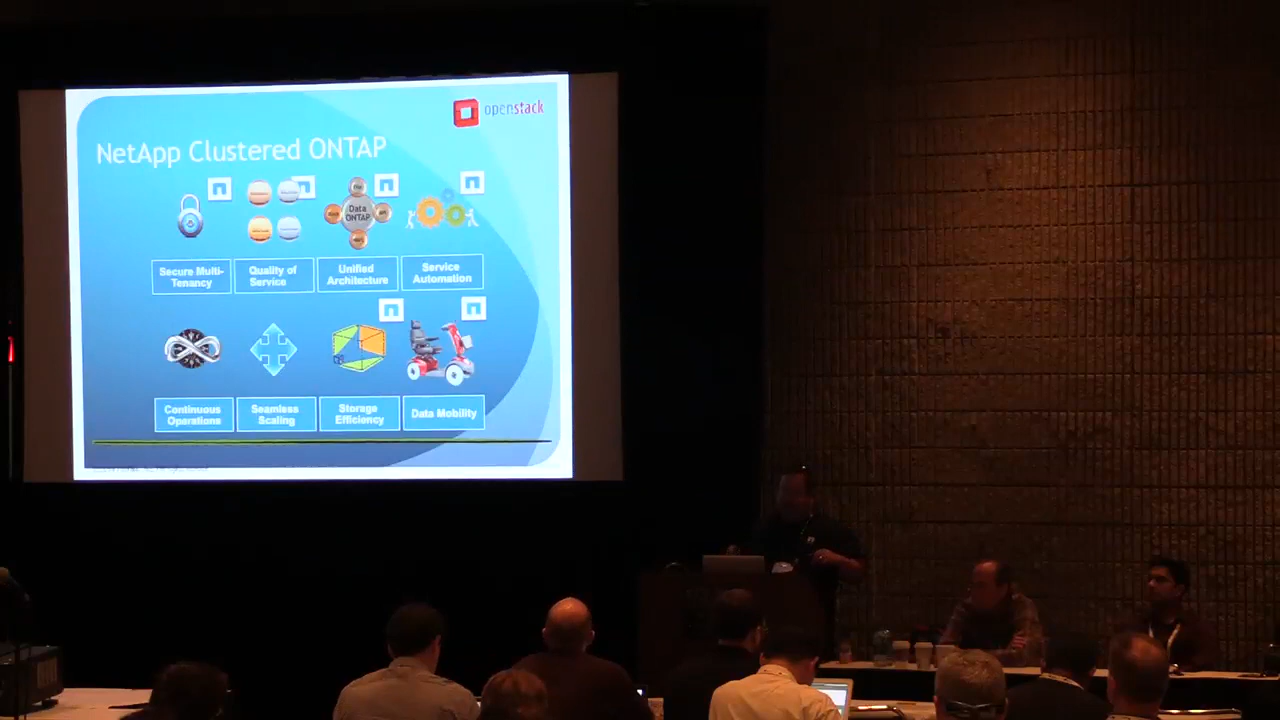 openstack
NetApp Clustered ONTAP
Data
ONTAP
Secure Multi-
Tenancy
Quality of
Service
Unified
Architecture
Service
Automation
Continuous
Operations
Seamless
Scaling
Storage
Efficiency
Data Mobility